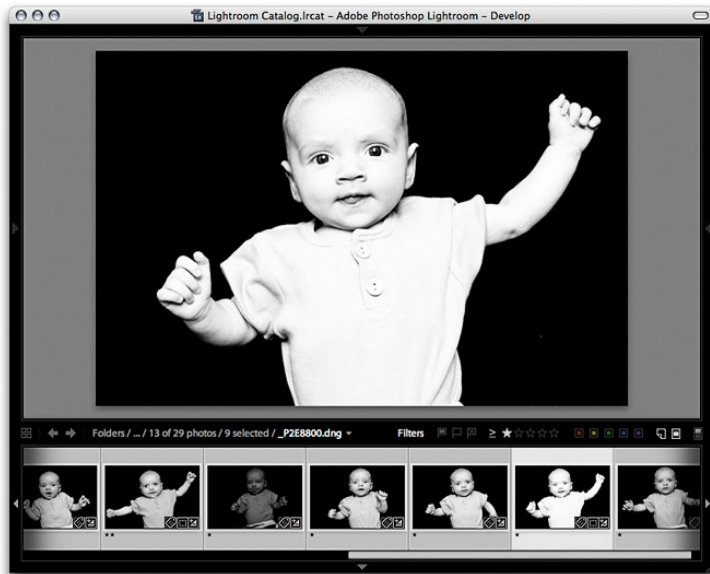 Lightroom Catalog.lrcat – Adobe Photoshop Lightroom – Develop
Folders / ... / 13 of 29 photos / 9 selected / _P2E8800.dng Filters ≥ ★☆☆☆☆